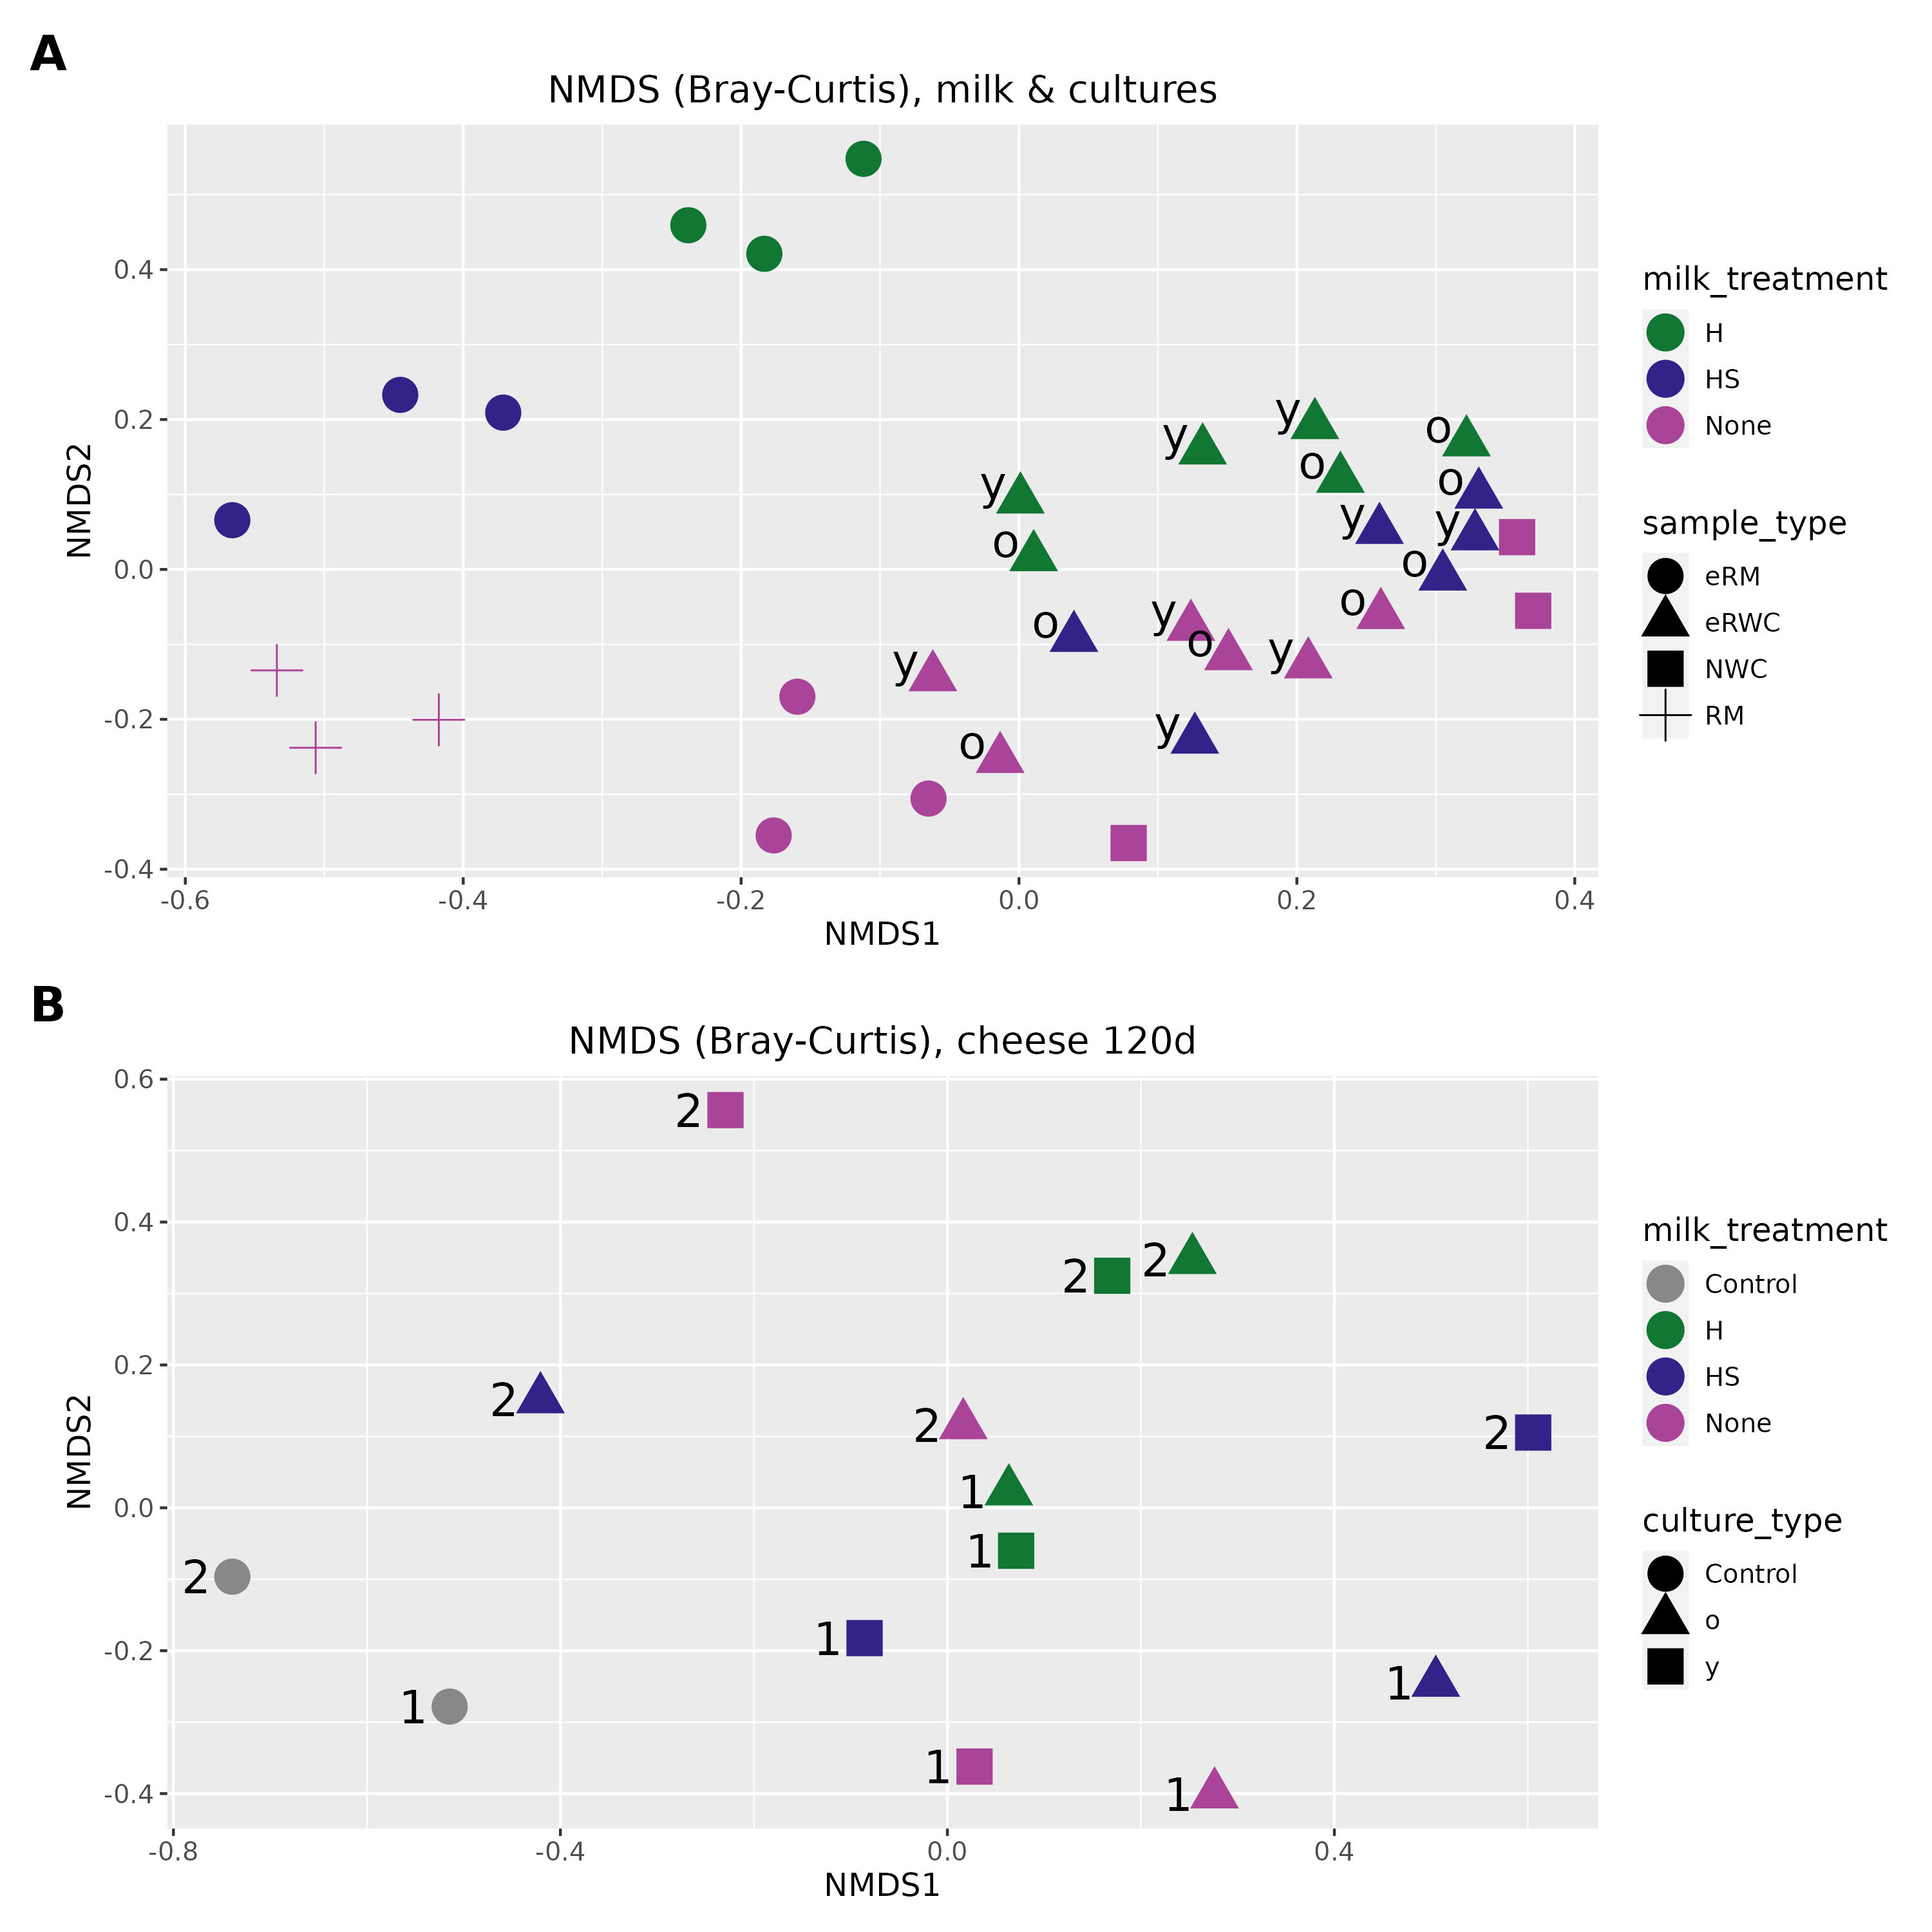 A
NMDS (Bray-Curtis), milk & cultures
NMDS2
0.4
0.2
0.0
-0.2
-0.4
y
y
o
o
y
o
y
y
o
o
o
y
o
o
y
y
o
y
-0.6
-0.4
-0.2
0.0
0.2
0.4
NMDS1
milk_treatment
H
HS
None
sample_type
eRM
eRWC
NWC
RM
B
NMDS (Bray-Curtis), cheese 120d
NMDS2
0.6
0.4
0.2
0.0
-0.2
-0.4
2
2
2
2
2
2
1
1
2
1
1
1
1
1
-0.8
-0.4
0.0
0.4
NMDS1
milk_treatment
Control
H
HS
None
culture_type
Control
o
y